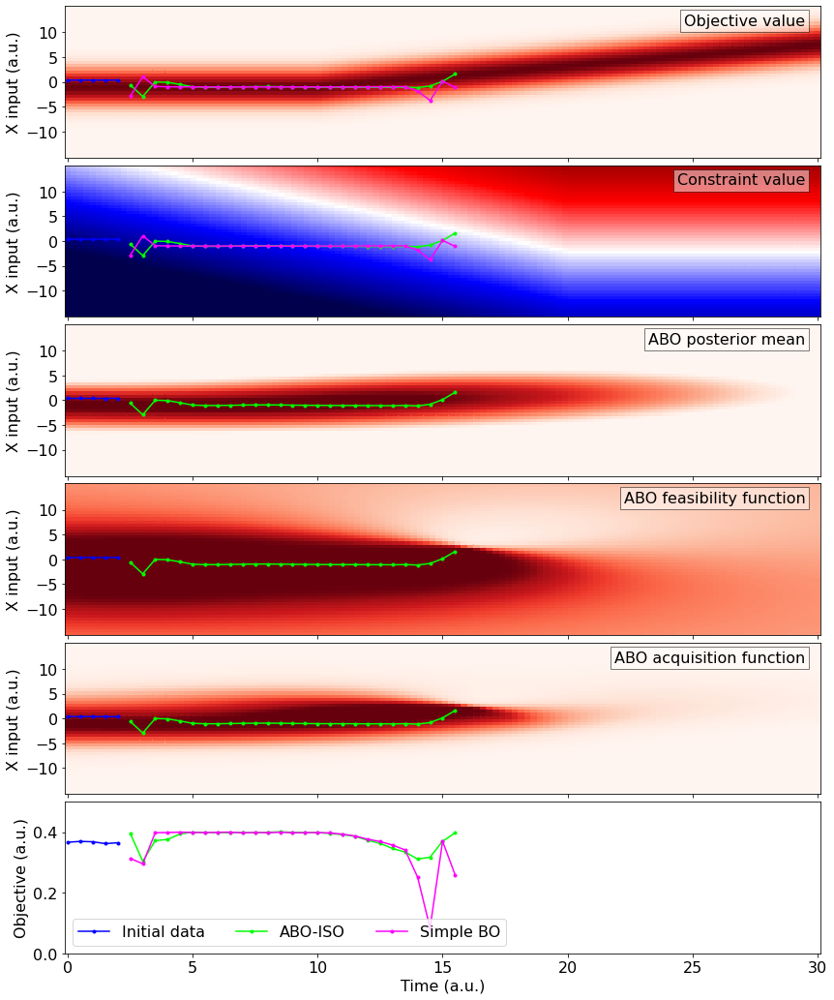 Objective value
X input (a.u.)
10
5
0
−5
−10
Constraint value
X input (a.u.)
10
5
0
−5
−10
ABO posterior mean
X input (a.u.)
10
5
0
−5
−10
ABO feasibility function
X input (a.u.)
10
5
0
−5
−10
ABO acquisition function
X input (a.u.)
10
5
0
−5
−10
Objective (a.u.)
0.4
0.2
0.0
Initial data ABO-ISO Simple BO
0 5 10 15 20 25 30
Time (a.u.)